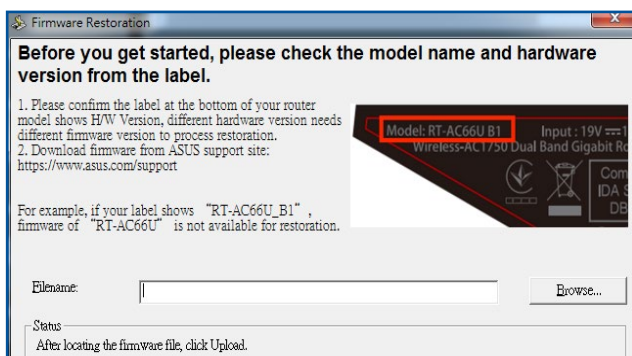 Firmware Restoration
Before you get started, please check the model name and hardware
version from the label.
1. Please confirm the label at the bottom of your router
model shows H/W Version, different hardware version needs
different firmware version to process restoration.
2. Download firmware from ASUS support site:
https://www.asus.com/support
For example, if your label shows “RT-AC66U_B1”,
firmware of “RT-AC66U” is not available for restoration.
Model: RT-AC66U B1 Input : 19V
Wireless-AC1750 Dual Band Gigabit
Com
IDA S
DB
Filename:
Browse...
Status
After locating the firmware file, click Upload.